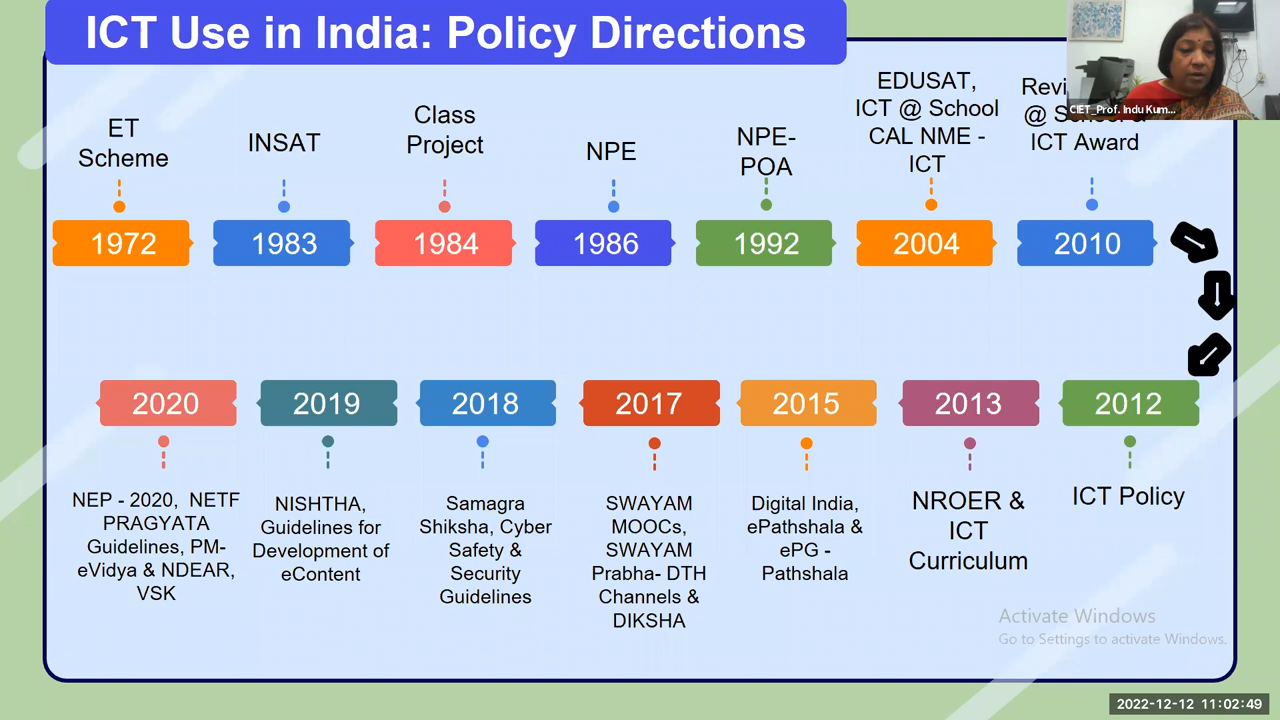 ICT Use in India: Policy Directions
CIET_Prof. Indu Kum...
ET
Scheme
INSAT
Class
Project
NPE
NPE-
POA
EDUSAT,
ICT @ School
CAL NME -
ICT
@
ICT Award
1972
1983
1984
1986
1992
2004
2010
2020
2019
2018
2017
2015
2013
2012
NEP - 2020, NETF
PRAGYATA
Guidelines, PM-
eVidya & NDEAR,
VSK
NISHTHA,
Guidelines for
Development of
eContent
Samagra
Shiksha, Cyber
Safety &
Security
Guidelines
SWAYAM
MOOCs,
SWAYAM
Prabha- DTH
Channels &
DIKSHA
Digital India,
ePathshala &
ePG -
Pathshala
NROER &
ICT
Curriculum
ICT Policy
Activate Windows
Go to Settings to activate Windows.
2022-12-12 11:02:49